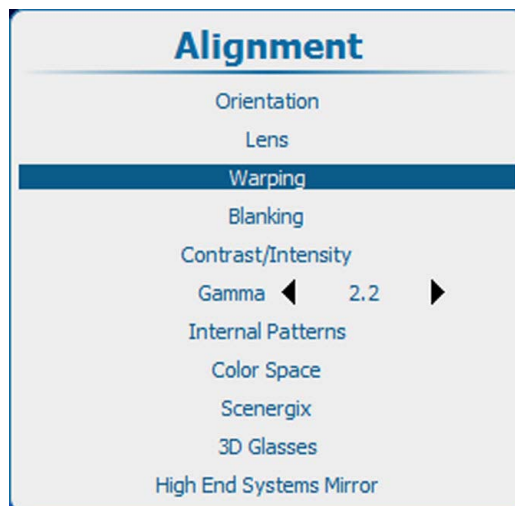 Alignment
Orientation
Lens
Warping
Blanking
Contrast/Intensity
Gamma 2.2
Internal Patterns
Color Space
Scenergix
3D Glasses
High End Systems Mirror